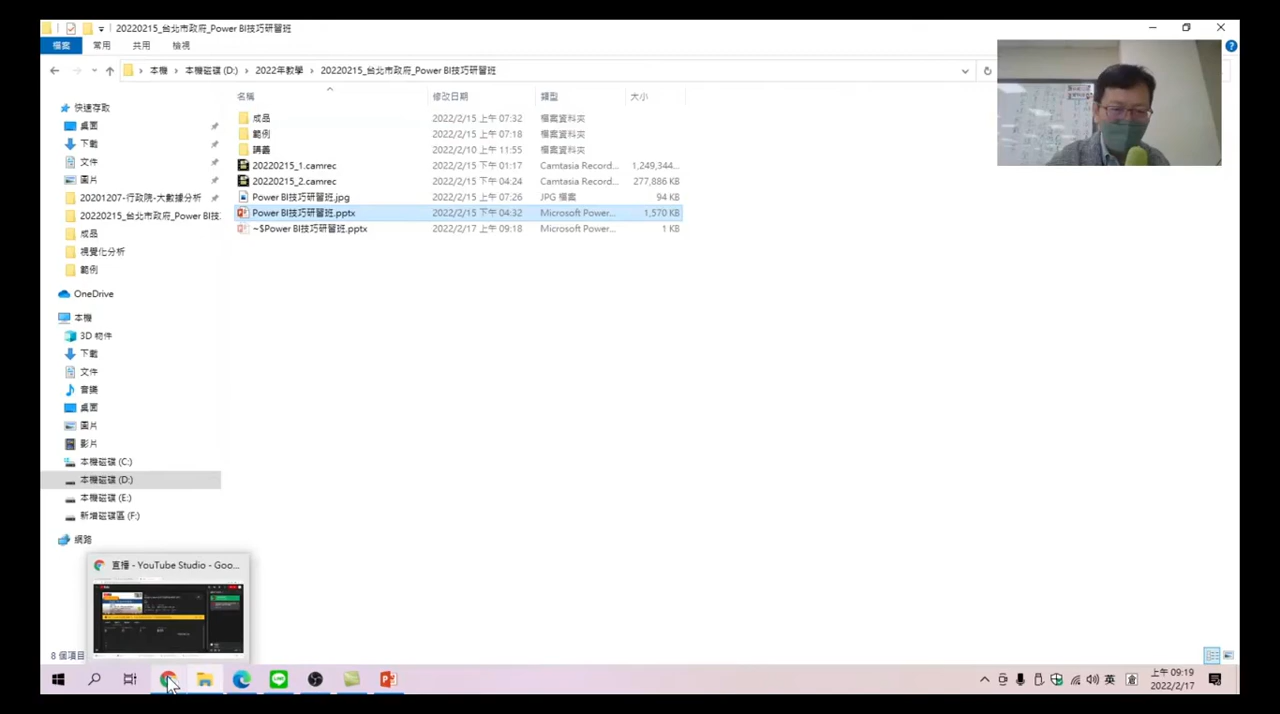 20220215_台北市政府_Power BI技巧研習班
檔案 常用 共用 檢視
本機 本機磁碟 (D:) 2022年教學 20220215_台北市政府_Power BI技巧研習班
名稱 修改日期 類型 大小
快速存取
桌面
下載
文件
圖片
20201207-行政院-大數據分析
20220215_台北市政府_Power BI技
成品
視覺化分析
範例
OneDrive
本機
3D 物件
下載
文件
音樂
桌面
圖片
影片
本機磁碟 (C:)
本機磁碟 (D:)
本機磁碟 (E:)
新增磁碟區 (F:)
網路
成品 2022/2/15 上午 07:32 檔案資料夾
範例 2022/2/15 上午 07:18 檔案資料夾
講義 2022/2/10 上午 11:55 檔案資料夾
20220215_1.camrec 2022/2/15 下午 01:17 Camtasia Record... 1,249,344...
20220215_2.camrec 2022/2/15 下午 04:24 Camtasia Record... 277,886 KB
Power BI技巧研習班.jpg 2022/2/15 上午 07:26 JPG 檔案 94 KB
Power BI技巧研習班.pptx 2022/2/15 下午 04:32 Microsoft Power... 1,570 KB
~$Power BI技巧研習班.pptx 2022/2/17 上午 09:18 Microsoft Power... 1 KB
直播 - YouTube Studio - Goo...
8 個項目
英
上午 09:19
2022/2/17